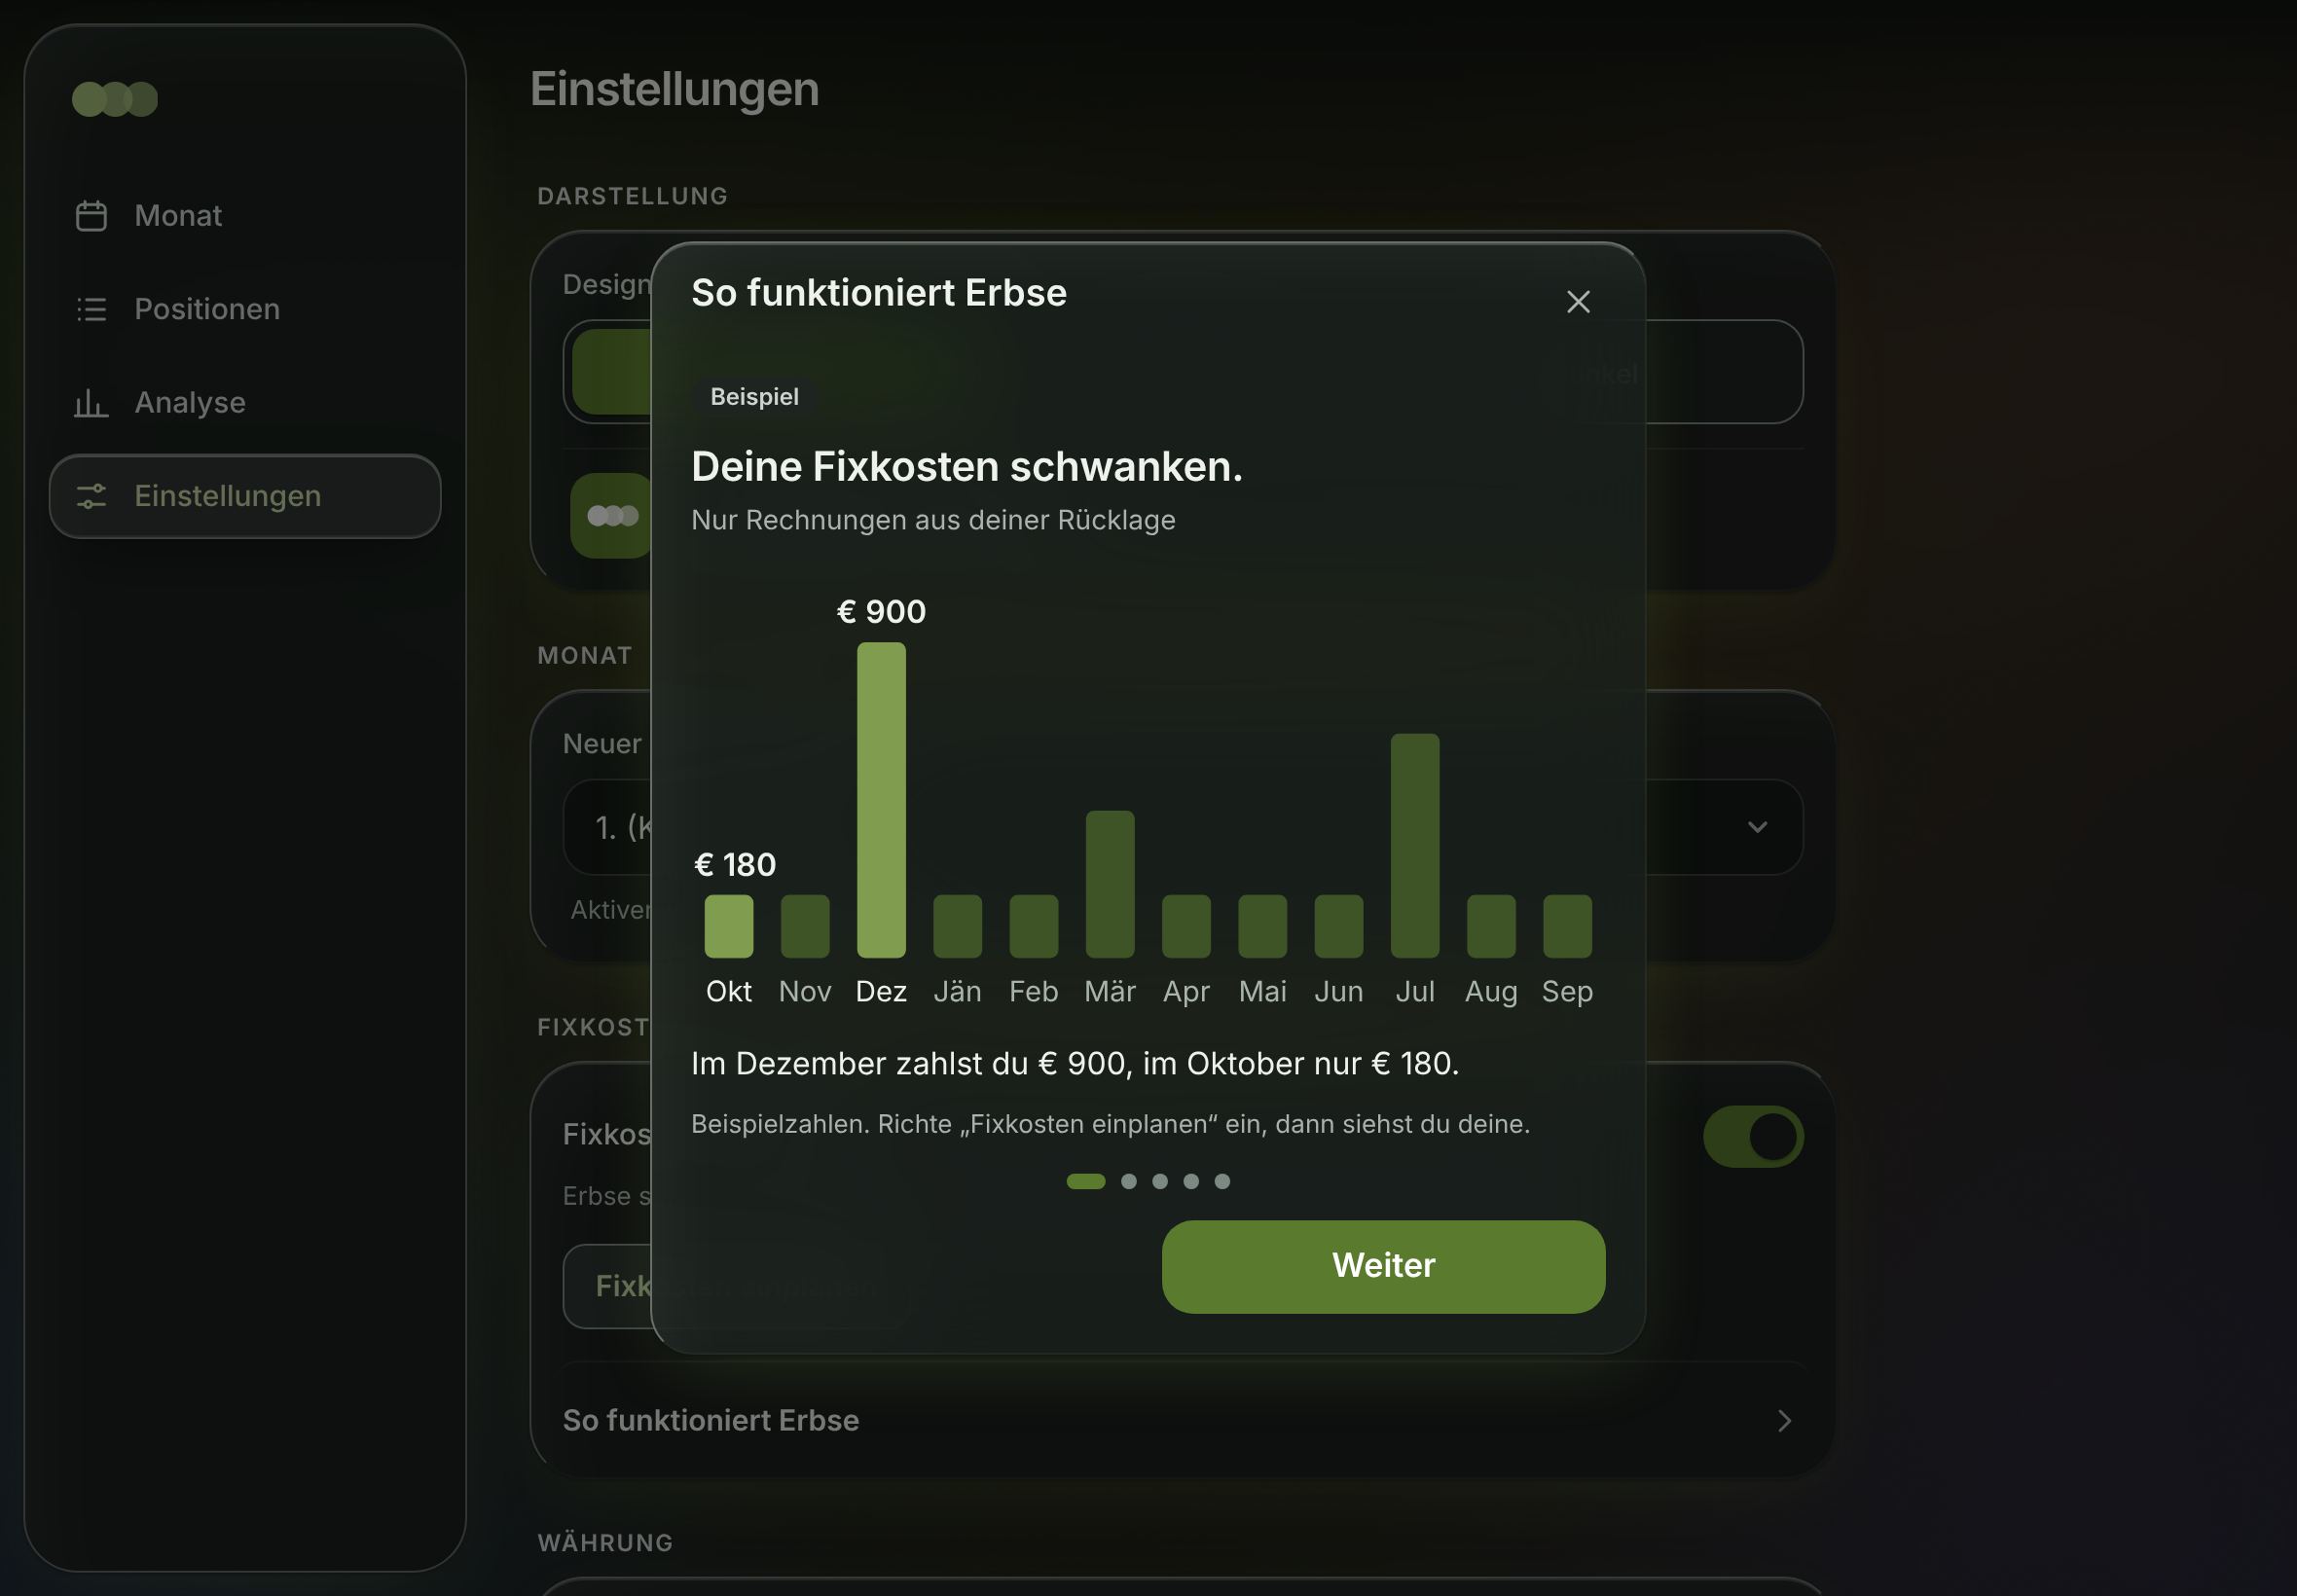 Einstellungen
Monat
Positionen
Analyse
Einstellungen
DARSTELLUNG
Design
MONAT
Neuer
1. (K
FIXKOST
Fixkos
Erbse s
Fixk
So funktioniert Erbse
WÄHRUNG
So funktioniert Erbse
Beispiel
Deine Fixkosten schwanken.
Nur Rechnungen aus deiner Rücklage
€ 900
€ 180
Okt Nov Dez Jän Feb Mär Apr Mai Jun Jul Aug Sep
Im Dezember zahlst du € 900, im Oktober nur € 180.
Beispielzahlen. Richte „Fixkosten einplanen“ ein, dann siehst du deine.
Weiter